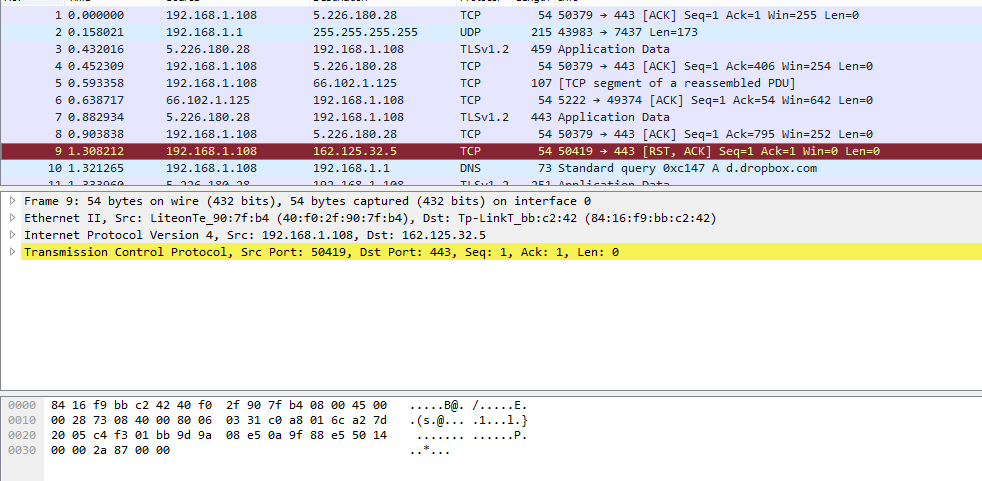 1 0.000000 192.168.1.108 5.226.180.28 TCP 54 50379 → 443 [ACK] Seq=1 Ack=1 Win=255 Len=0
2 0.158021 192.168.1.1 255.255.255.255 UDP 215 43983 → 7437 Len=173
3 0.432016 5.226.180.28 192.168.1.108 TLSv1.2 459 Application Data
4 0.452309 192.168.1.108 5.226.180.28 TCP 54 50379 → 443 [ACK] Seq=1 Ack=406 Win=254 Len=0
5 0.593358 192.168.1.108 66.102.1.125 TCP 107 [TCP segment of a reassembled PDU]
6 0.638717 66.102.1.125 192.168.1.108 TCP 54 5222 → 49374 [ACK] Seq=1 Ack=54 Win=642 Len=0
7 0.882934 5.226.180.28 192.168.1.108 TLSv1.2 443 Application Data
8 0.903838 192.168.1.108 5.226.180.28 TCP 54 50379 → 443 [ACK] Seq=1 Ack=795 Win=252 Len=0
9 1.308212 192.168.1.108 162.125.32.5 TCP 54 50419 → 443 [RST, ACK] Seq=1 Ack=1 Win=0 Len=0
10 1.321265 192.168.1.108 192.168.1.1 DNS 73 Standard query 0xc147 A d.dropbox.com
11 1.333960 5.226.180.28 192.168.1.108 TLSv1.2 251 Application Data
Frame 9: 54 bytes on wire (432 bits), 54 bytes captured (432 bits) on interface 0
Ethernet II, Src: LiteonTe_90:7f:b4 (40:f0:2f:90:7f:b4), Dst: Tp-LinkT_bb:c2:42 (84:16:f9:bb:c2:42)
Internet Protocol Version 4, Src: 192.168.1.108, Dst: 162.125.32.5
Transmission Control Protocol, Src Port: 50419, Dst Port: 443, Seq: 1, Ack: 1, Len: 0
0000 84 16 f9 bb c2 42 40 f0 2f 90 7f b4 08 00 45 00 .....B@. /.....E.
0010 00 28 73 08 40 00 80 06 03 31 c0 a8 01 6c a2 7d .(s.@... .1...l.}
0020 20 05 c4 f3 01 bb 9d 9a 08 e5 0a 9f 88 e5 50 14 ....... ......P.
0030 00 00 2a 87 00 00 ..*...